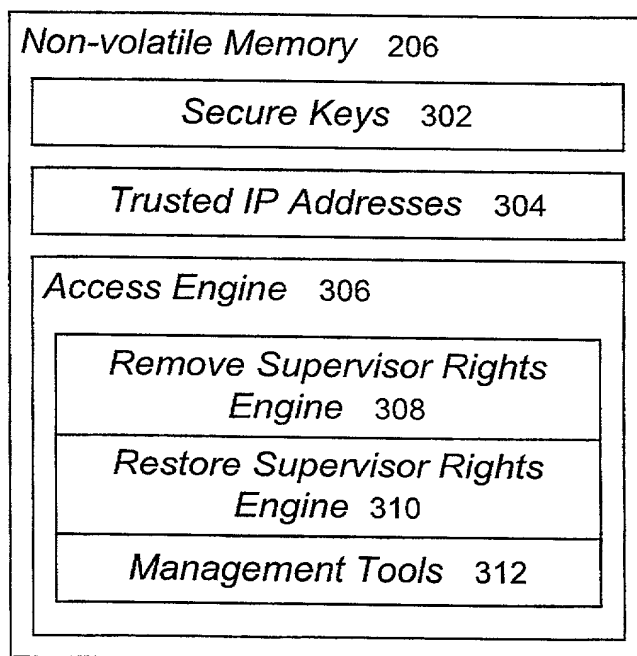 Non-volatile Memory 206
Secure Keys 302
Trusted IP Addresses 304
Access Engine 306
Remove Supervisor Rights
Engine 308
Restore Supervisor Rights
Engine 310
Management Tools 312